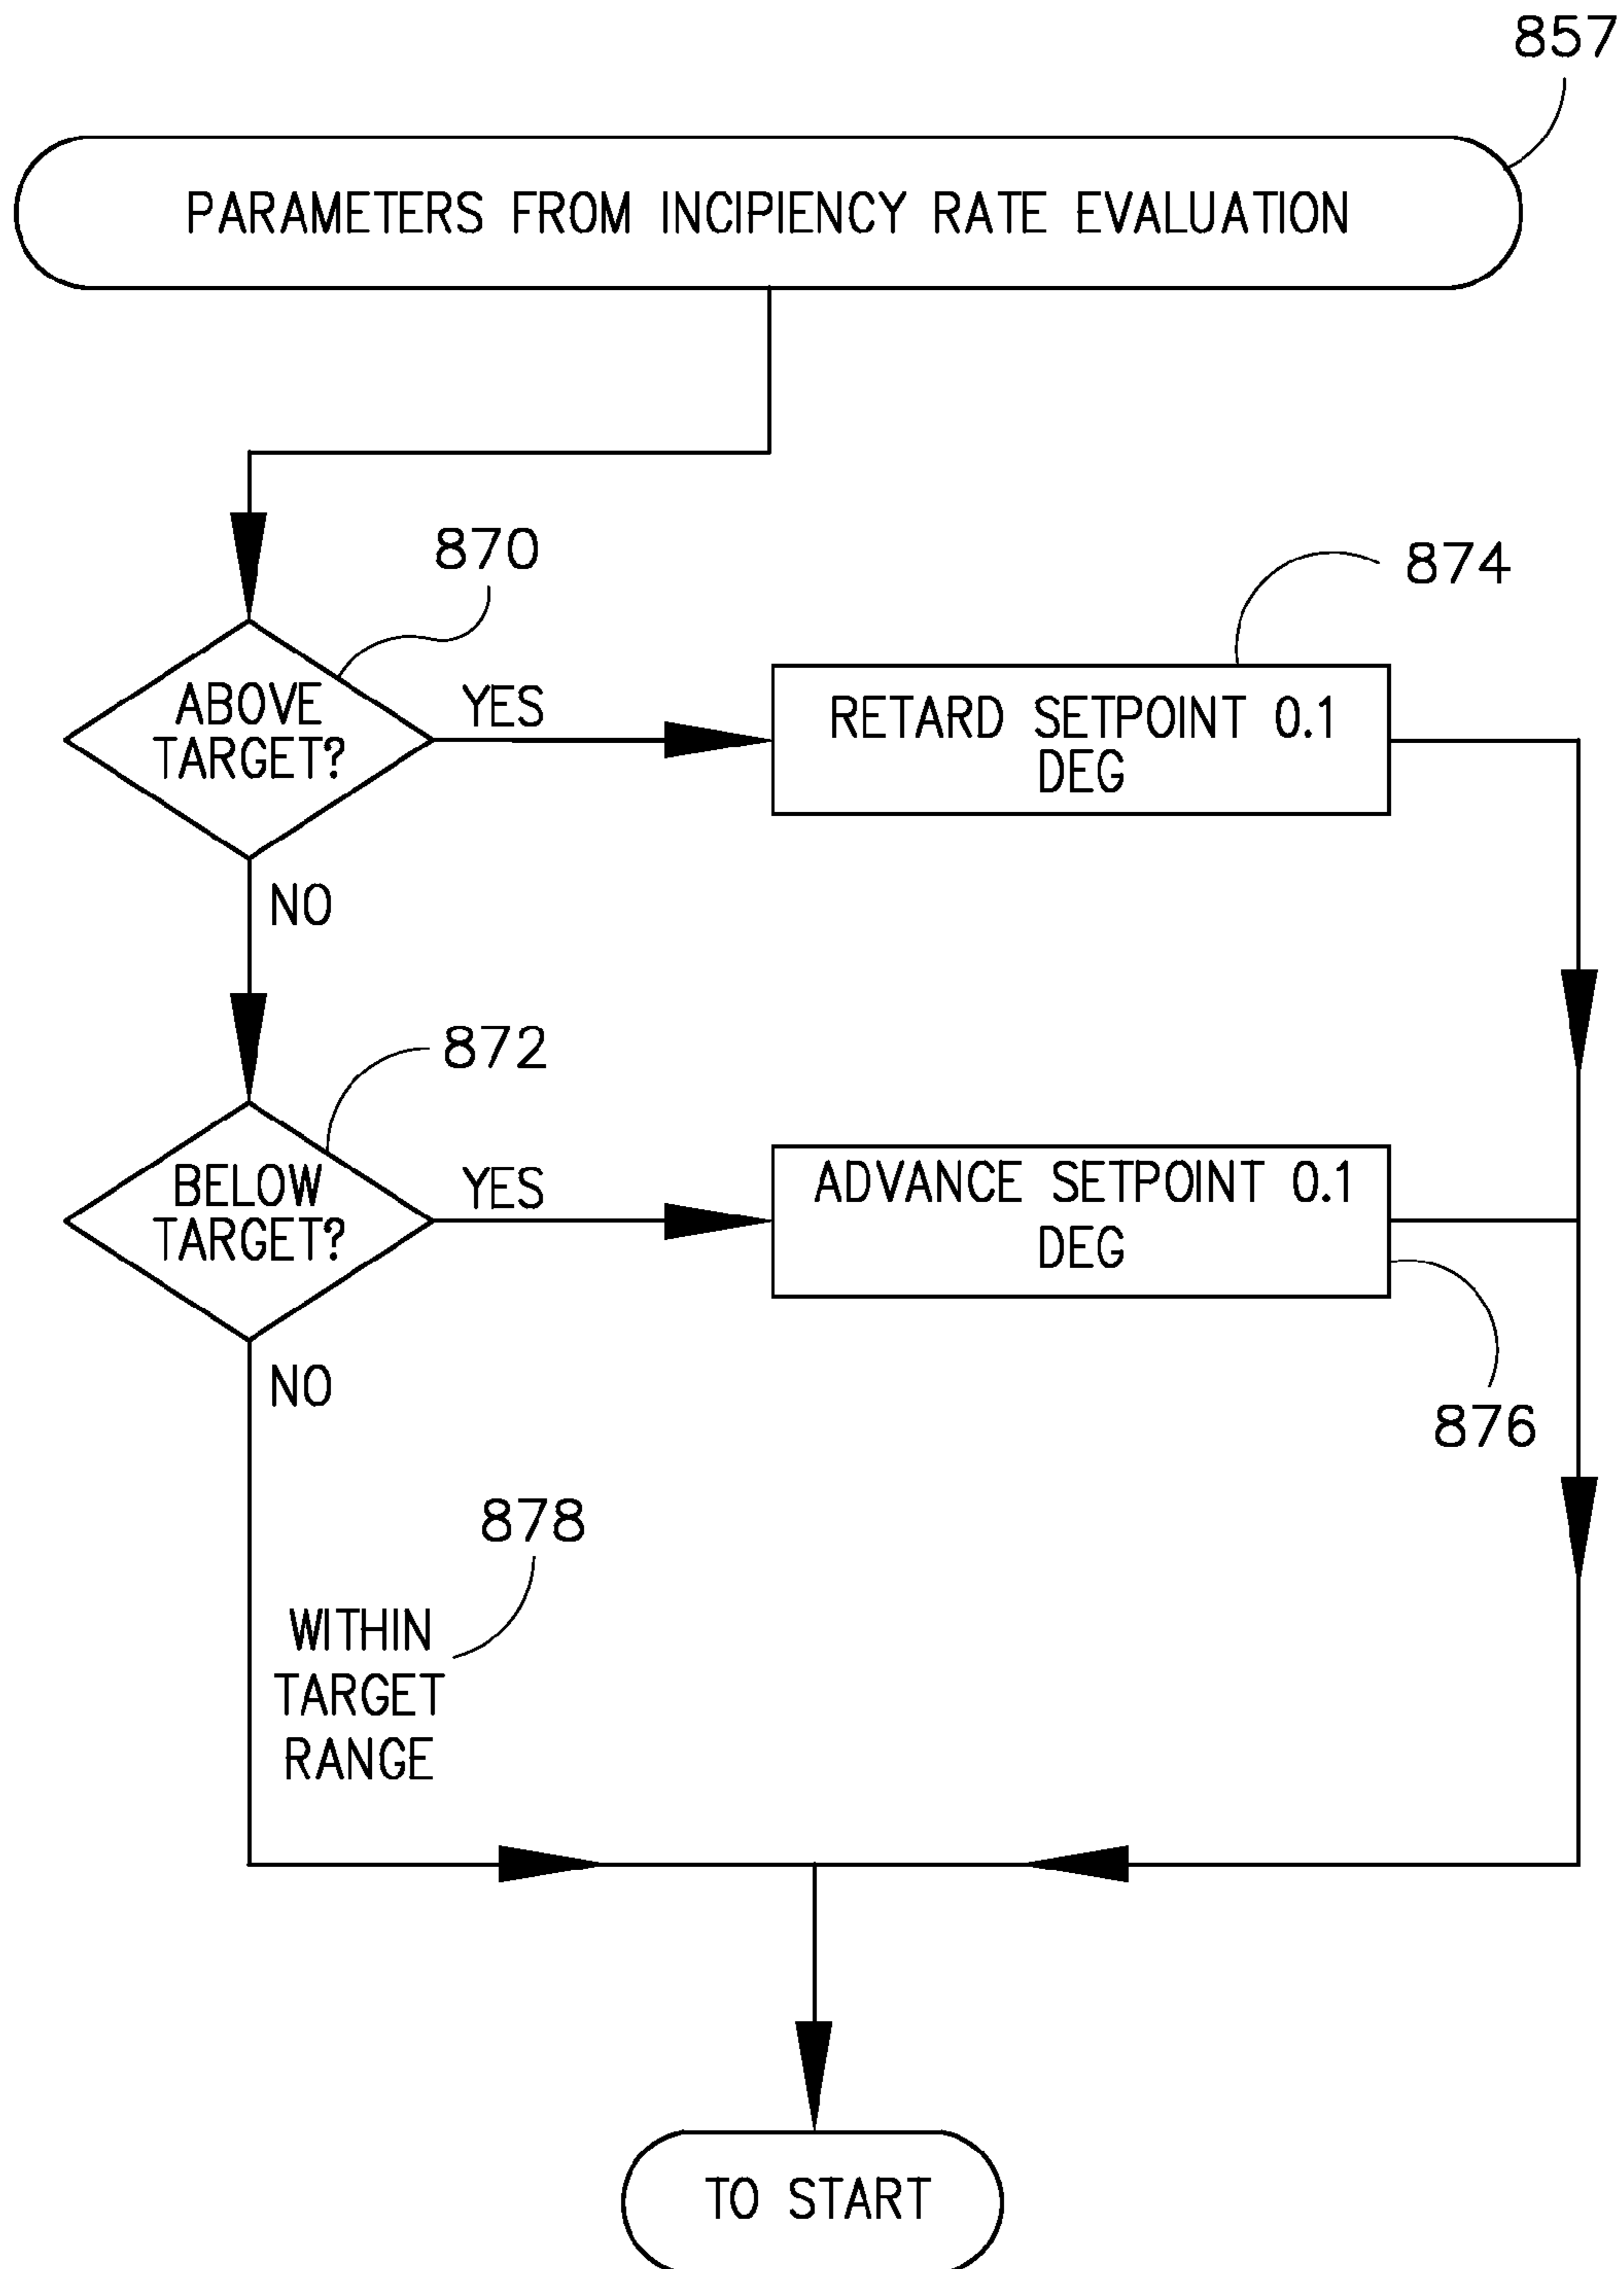 857
PARAMETERS FROM INCIPIENCY RATE EVALUATION
870
874
ABOVE
TARGET?
YES
RETARD SETPOINT 0.1
DEG
NO
872
BELOW
TARGET?
YES
ADVANCE SETPOINT 0.1
DEG
NO
876
878
WITHIN
TARGET
RANGE
TO START